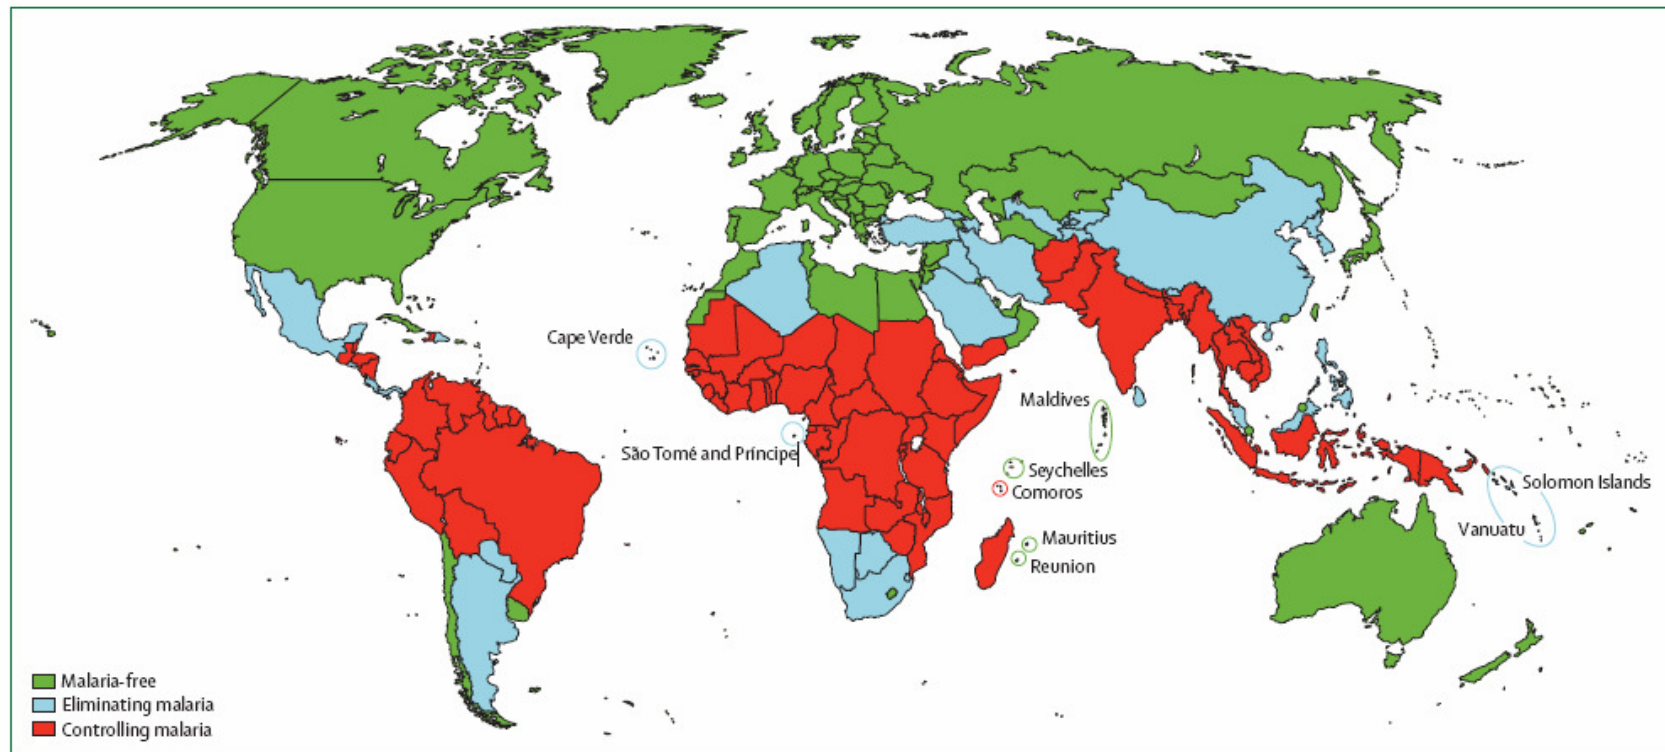 Cape Verde
São Tomé and Príncipe
Maldives
Seychelles
Comoros
Mauritius
Reunion
Solomon Islands
Vanuatu
Malaria-free
Eliminating malaria
Controlling malaria